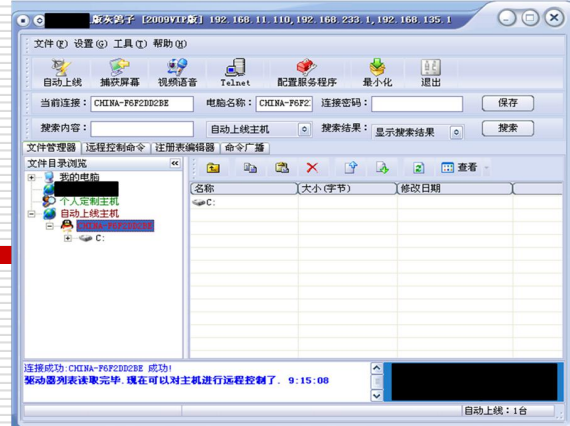 版灰鸽子 [2009VIP版] 192.168.11.110,192.168.233.1,192.168.135.1
文件(F) 设置(G) 工具(T) 帮助(H)
自动上线 捕获屏幕 视频语音 Telnet 配置服务程序 最小化 退出
当前连接: CHINA-F6F2DD2BE 电脑名称: CHINA-F6F2 连接密码: 保存
搜索内容: 自动上线主机 搜索结果: 显示搜索结果 搜索
文件管理器 远程控制命令 注册表编辑器 命令广播
文件目录浏览 查看
我的电脑 名称 大小(字节) 修改日期
C:
个人定制主机
自动上线主机
CHINA-F6F2DD2BE
C:
连接成功:CHINA-F6F2DD2BE 成功!
驱动器列表读取完毕.现在可以对主机进行远程控制了. 9:15:08
自动上线:1台